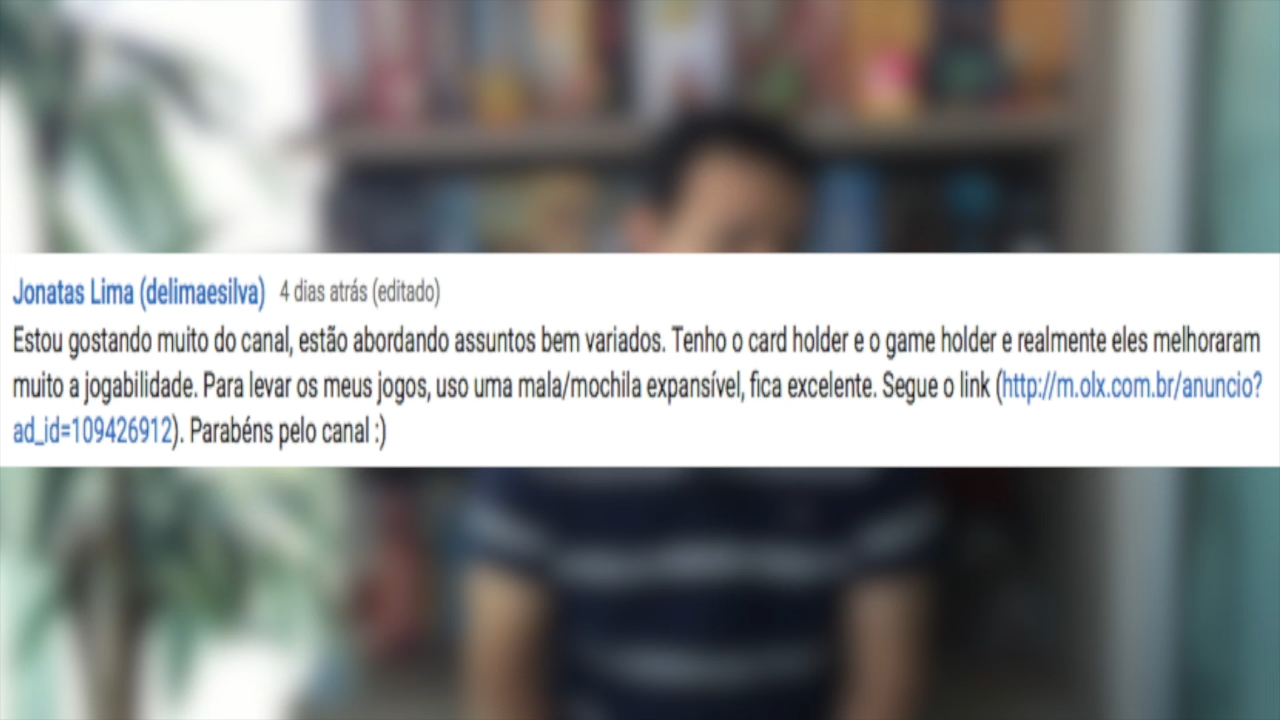 Jonatas Lima (delimaesilva) 4 dias atrás (editado)
Estou gostando muito do canal, estão abordando assuntos bem variados. Tenho o card holder e o game holder e realmente eles melhoraram
muito a jogabilidade. Para levar os meus jogos, uso uma mala/mochila expansível, fica excelente. Segue o link (http://m.olx.com.br/anuncio?
ad_id=109426912). Parabéns pelo canal :)